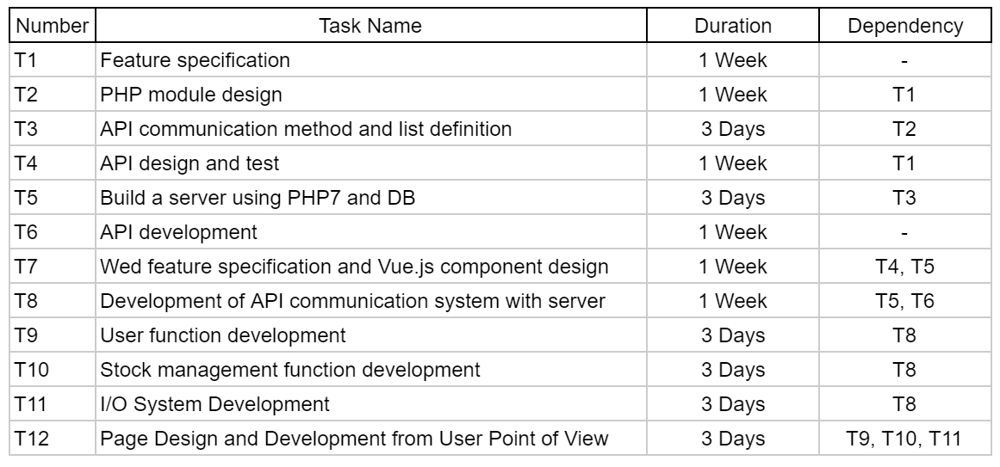 Number Task Name Duration Dependency
T1 Feature specification 1 Week -
T2 PHP module design 1 Week T1
T3 API communication method and list definition 3 Days T2
T4 API design and test 1 Week T1
T5 Build a server using PHP7 and DB 3 Days T3
T6 API development 1 Week -
T7 Wed feature specification and Vue.js component design 1 Week T4, T5
T8 Development of API communication system with server 1 Week T5, T6
T9 User function development 3 Days T8
T10 Stock management function development 3 Days T8
T11 I/O System Development 3 Days T8
T12 Page Design and Development from User Point of View 3 Days T9, T10, T11